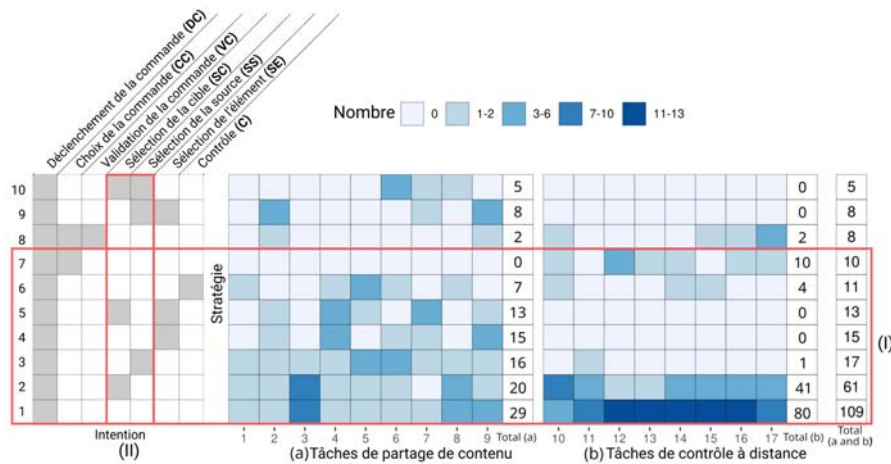 Déclenchement de la commande (DC)
Choix de la commande (CC)
Validation de la commande (VC)
Sélection de la cible (SC)
Sélection de la source (SS)
Sélection de l'élément (SE)
Contrôle (C)
Nombre 0 1-2 3-6 7-10 11-13
10 5 0 5
9 8 0 8
8 2 2 8
7 0 10 10
6 7 4 11
5 13 0 13
4 15 0 15
3 16 1 17
2 20 41 61
1 29 80 109
Stratégie
(I)
Intention
(II)
1 2 3 4 5 6 7 8 9 Total (a) 10 11 12 13 14 15 16 17 Total (b) Total (a and b)
(a) Tâches de partage de contenu (b) Tâches de contrôle à distance